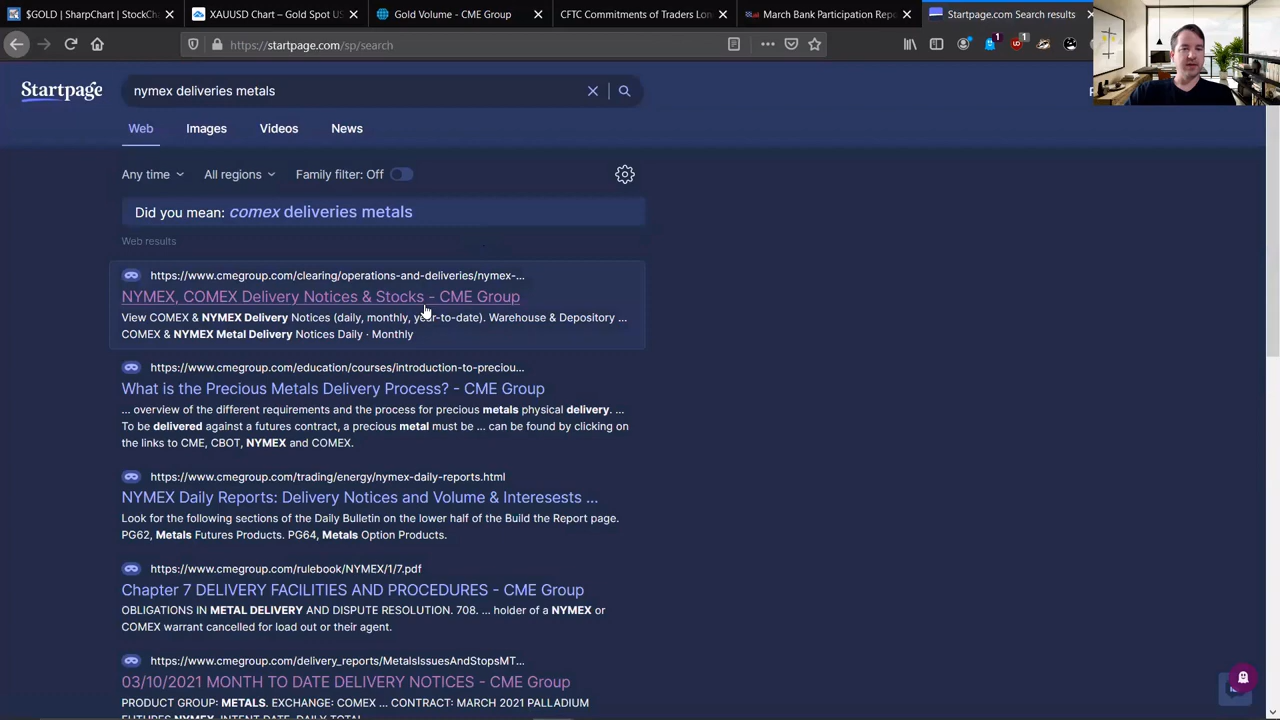 $GOLD | SharpChart | StockCh
XAUUSD Chart – Gold Spot US
Gold Volume - CME Group
CFTC Commitments of Traders Lon
March Bank Participation Rep
Startpage.com Search results
https://startpage.com/sp/search
1
1
Startpage
nymex deliveries metals
Web
Images
Videos
News
Any time
All regions
Family filter: Off
Did you mean: comex deliveries metals
Web results
https://www.cmegroup.com/clearing/operations-and-deliveries/nymex-...
NYMEX, COMEX Delivery Notices & Stocks - CME Group
View COMEX & NYMEX Delivery Notices (daily, monthly, year-to-date). Warehouse & Depository ...
COMEX & NYMEX Metal Delivery Notices Daily · Monthly
https://www.cmegroup.com/education/courses/introduction-to-preciou...
What is the Precious Metals Delivery Process? - CME Group
... overview of the different requirements and the process for precious metals physical delivery. ...
To be delivered against a futures contract, a precious metal must be ... can be found by clicking on
the links to CME, CBOT, NYMEX and COMEX.
https://www.cmegroup.com/trading/energy/nymex-daily-reports.html
NYMEX Daily Reports: Delivery Notices and Volume & Interesests ...
Look for the following sections of the Daily Bulletin on the lower half of the Build the Report page.
PG62, Metals Futures Products. PG64, Metals Option Products.
https://www.cmegroup.com/rulebook/NYMEX/1/7.pdf
Chapter 7 DELIVERY FACILITIES AND PROCEDURES - CME Group
OBLIGATIONS IN METAL DELIVERY AND DISPUTE RESOLUTION. 708. ... holder of a NYMEX or
COMEX warrant cancelled for load out or their agent.
https://www.cmegroup.com/delivery_reports/MetalsIssuesAndStopsMT...
03/10/2021 MONTH TO DATE DELIVERY NOTICES - CME Group
PRODUCT GROUP: METALS. EXCHANGE: COMEX ... CONTRACT: MARCH 2021 PALLADIUM
FUTURES NYMEX. INTENT DATE. DAILY TOTAL.